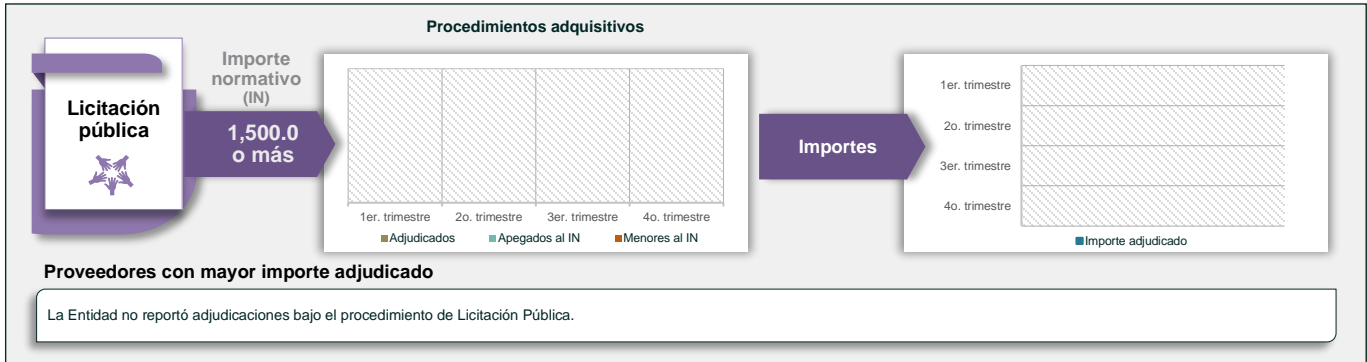 Procedimientos adquisitivos
Licitación
pública
Importe
normativo
(IN)
1,500.0
o más
1er. trimestre
2o. trimestre
3er. trimestre
4o. trimestre
Adjudicados
Apegados al IN
Menores al IN
Importes
1er. trimestre
2o. trimestre
3er. trimestre
4o. trimestre
Importe adjudicado
Proveedores con mayor importe adjudicado
La Entidad no reportó adjudicaciones bajo el procedimiento de Licitación Pública.